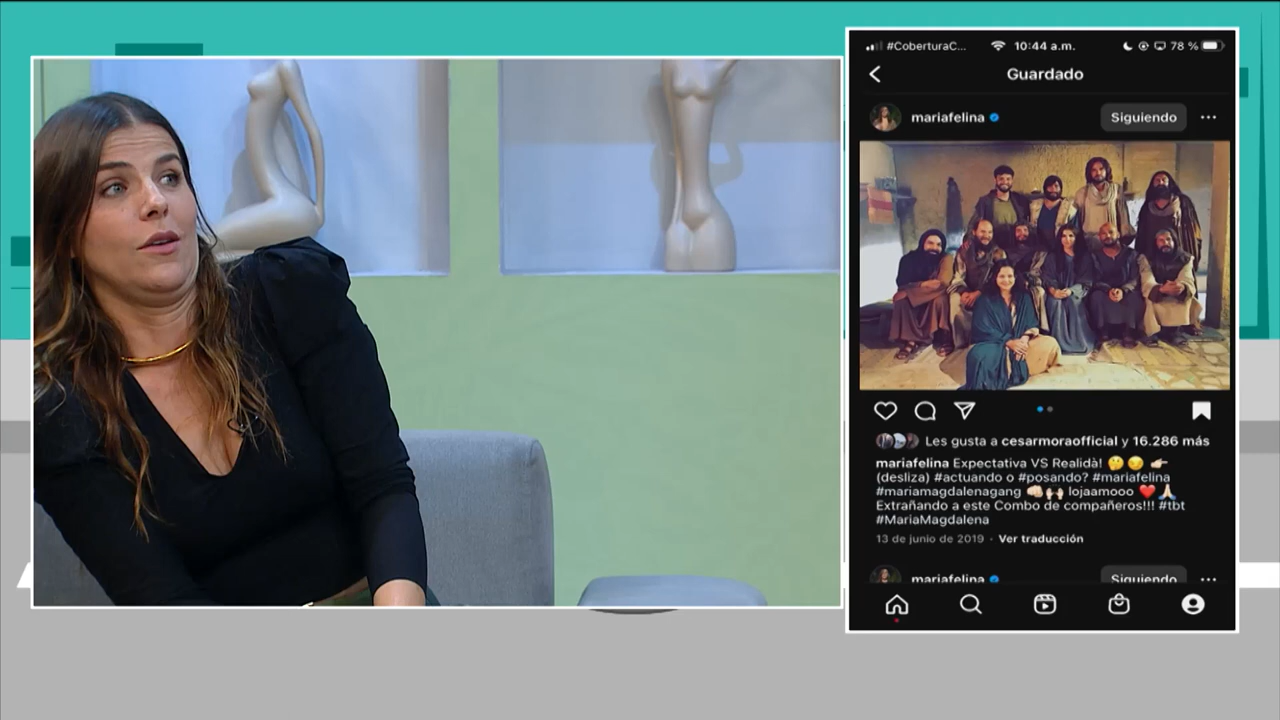 #CoberturaC...
10:44 a.m.
78 %
Guardado
mariafelina
Siguiendo
Les gusta a cesarmoraofficial y 16.286 más
mariafelina Expectativa VS Realidà! 🤔😏 👉🏻
(desliza) #actuando o #posando? #mariafelina
#mariamagdalenagang 👊🏻🙌🏻 lojaamooo ❤️🙏🏻
Extrañando a este Combo de compañeros!!! #tbt
#MariaMagdalena
13 de junio de 2019 · Ver traducción
mariafelina
Siguiendo